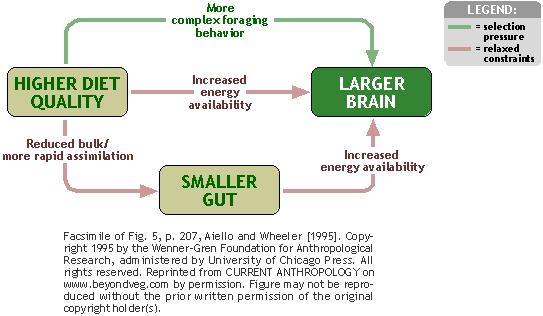 More
complex foraging
behavior
LEGEND:
= selection
pressure
= relaxed
constraints
HIGHER DIET
QUALITY
Increased
energy availability
LARGER
BRAIN
Reduced bulk/
more rapid assimilation
Increased
energy availability
SMALLER
GUT
Facsimile of Fig. 5, p. 207, Aiello and Wheeler [1995]. Copy-
right 1995 by the Wenner-Gren Foundation for Anthropological
Research, administered by University of Chicago Press. All
rights reserved. Reprinted from CURRENT ANTHROPOLOGY on
www.beyondveg.com by permission. Figure may not be repro-
duced without the prior written permission of the original
copyright holder(s).